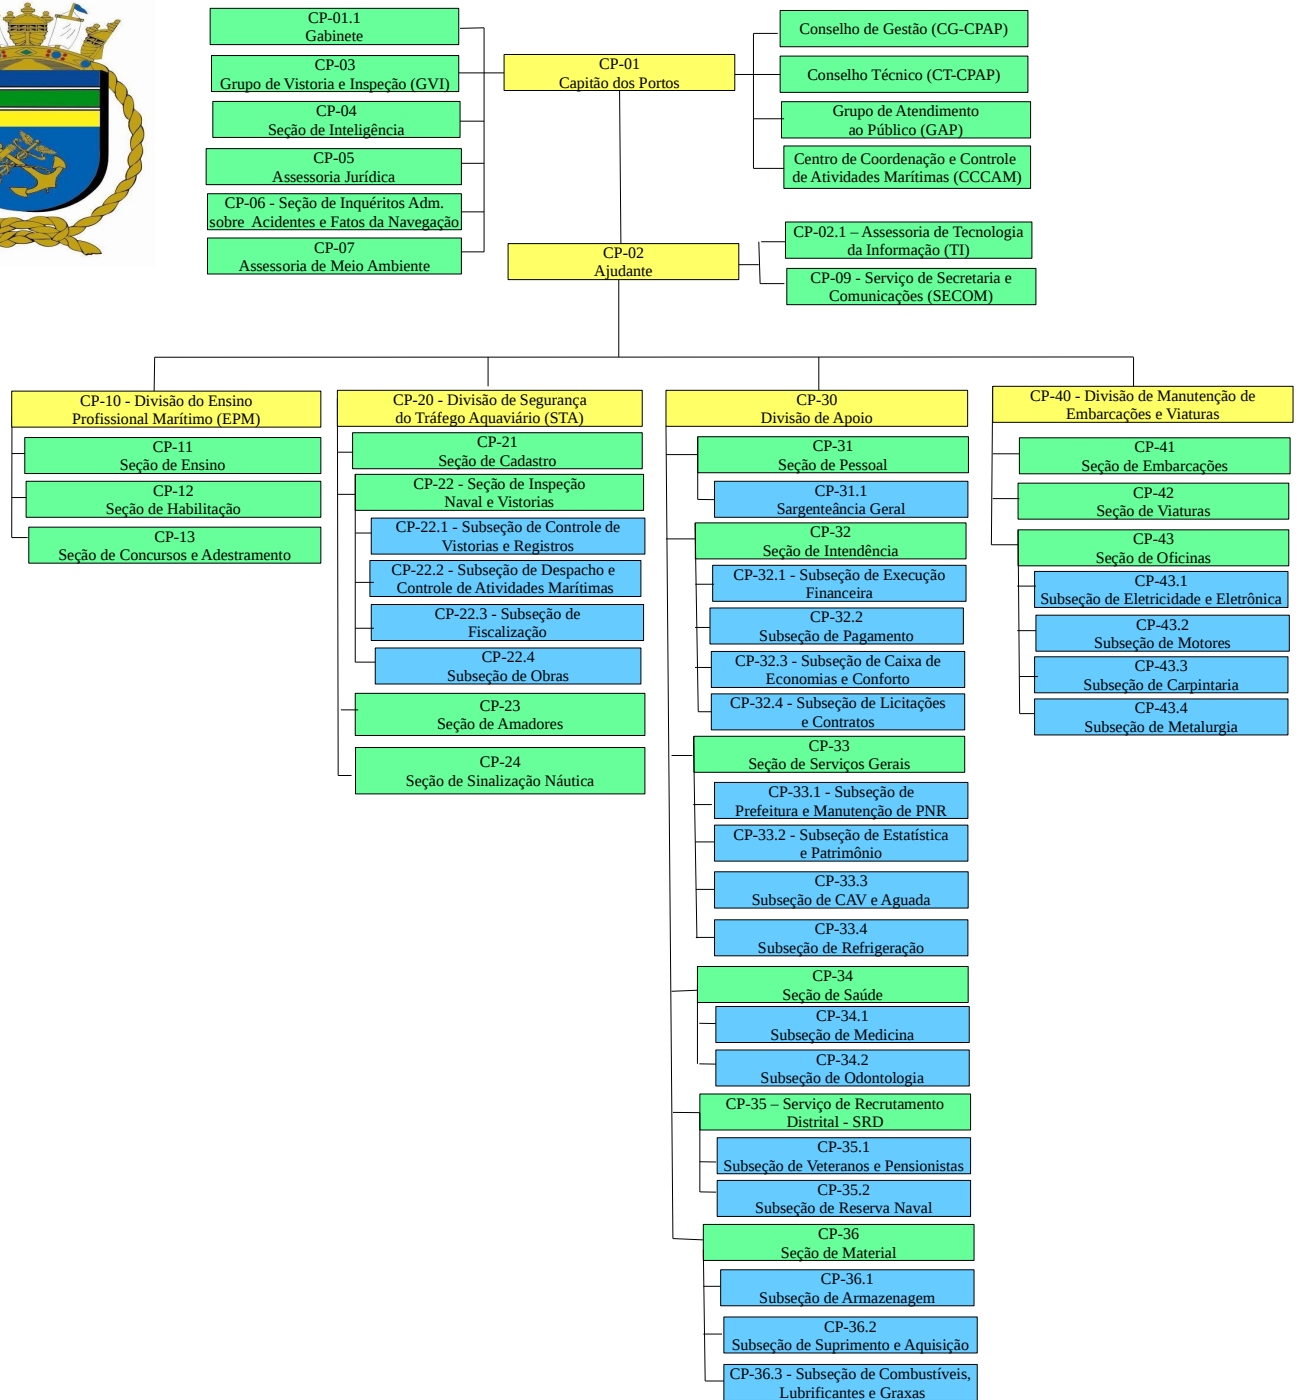 CP-01.1
Gabinete
CP-03
Grupo de Vistoria e Inspeção (GVI)
CP-04
Seção de Inteligência
CP-05
Assessoria Jurídica
CP-06 - Seção de Inquéritos Adm.
sobre Acidentes e Fatos da Navegação
CP-07
Assessoria de Meio Ambiente
CP-01
Capitão dos Portos
Conselho de Gestão (CG-CPAP)
Conselho Técnico (CT-CPAP)
Grupo de Atendimento
ao Público (GAP)
Centro de Coordenação e Controle
de Atividades Marítimas (CCCAM)
CP-02
Ajudante
CP-02.1 – Assessoria de Tecnologia
da Informação (TI)
CP-09 - Serviço de Secretaria e
Comunicações (SECOM)
CP-10 - Divisão do Ensino
Profissional Marítimo (EPM)
CP-11
Seção de Ensino
CP-12
Seção de Habilitação
CP-13
Seção de Concursos e Adestramento
CP-20 - Divisão de Segurança
do Tráfego Aquaviário (STA)
CP-21
Seção de Cadastro
CP-22 - Seção de Inspeção
Naval e Vistorias
CP-22.1 - Subseção de Controle de
Vistorias e Registros
CP-22.2 - Subseção de Despacho e
Controle de Atividades Marítimas
CP-22.3 - Subseção de
Fiscalização
CP-22.4
Subseção de Obras
CP-23
Seção de Amadores
CP-24
Seção de Sinalização Náutica
CP-30
Divisão de Apoio
CP-31
Seção de Pessoal
CP-31.1
Sargenteância Geral
CP-32
Seção de Intendência
CP-32.1 - Subseção de Execução
Financeira
CP-32.2
Subseção de Pagamento
CP-32.3 - Subseção de Caixa de
Economias e Conforto
CP-32.4 - Subseção de Licitações
e Contratos
CP-33
Seção de Serviços Gerais
CP-33.1 - Subseção de
Prefeitura e Manutenção de PNR
CP-33.2 - Subseção de Estatística
e Patrimônio
CP-33.3
Subseção de CAV e Aguada
CP-33.4
Subseção de Refrigeração
CP-34
Seção de Saúde
CP-34.1
Subseção de Medicina
CP-34.2
Subseção de Odontologia
CP-35 – Serviço de Recrutamento
Distrital - SRD
CP-35.1
Subseção de Veteranos e Pensionistas
CP-35.2
Subseção de Reserva Naval
CP-36
Seção de Material
CP-36.1
Subseção de Armazenagem
CP-36.2
Subseção de Suprimento e Aquisição
CP-36.3 - Subseção de Combustíveis,
Lubrificantes e Graxas
CP-40 - Divisão de Manutenção de
Embarcações e Viaturas
CP-41
Seção de Embarcações
CP-42
Seção de Viaturas
CP-43
Seção de Oficinas
CP-43.1
Subseção de Eletricidade e Eletrônica
CP-43.2
Subseção de Motores
CP-43.3
Subseção de Carpintaria
CP-43.4
Subseção de Metalurgia